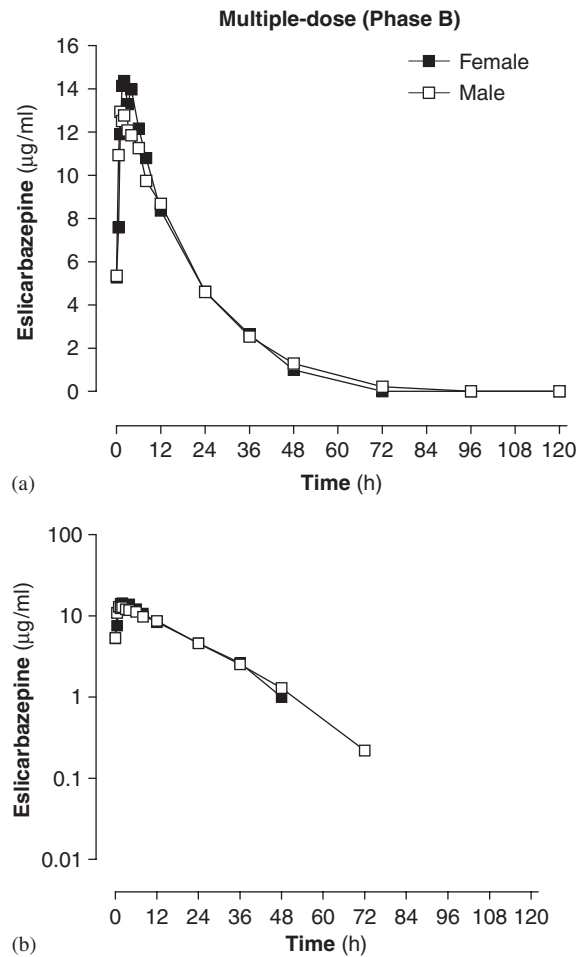 Multiple-dose (Phase B)
Female
Male
Eslicarbazepine (µg/ml)
16
14
12
10
8
6
4
2
0
0 12 24 36 48 60 72 84 96 108 120
(a)
Time (h)
Eslicarbazepine (µg/ml)
100
10
1
0.1
0.01
0 12 24 36 48 60 72 84 96 108 120
(b)
Time (h)